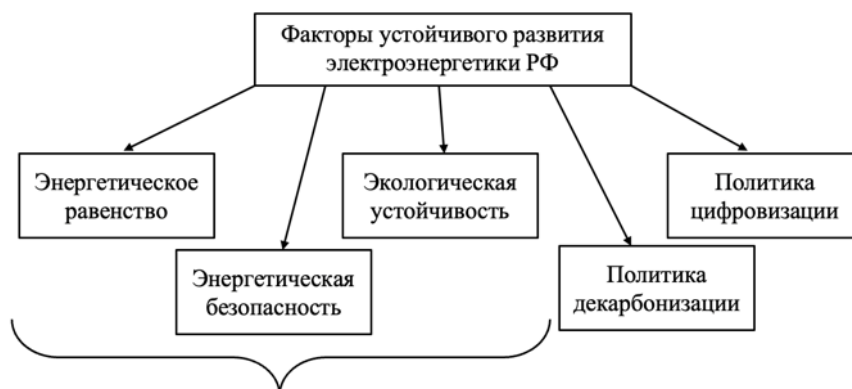 Факторы устойчивого развития
электроэнергетики РФ
Энергетическое
равенство
Экологическая
устойчивость
Политика
цифровизации
Энергетическая
безопасность
Политика
декарбонизации